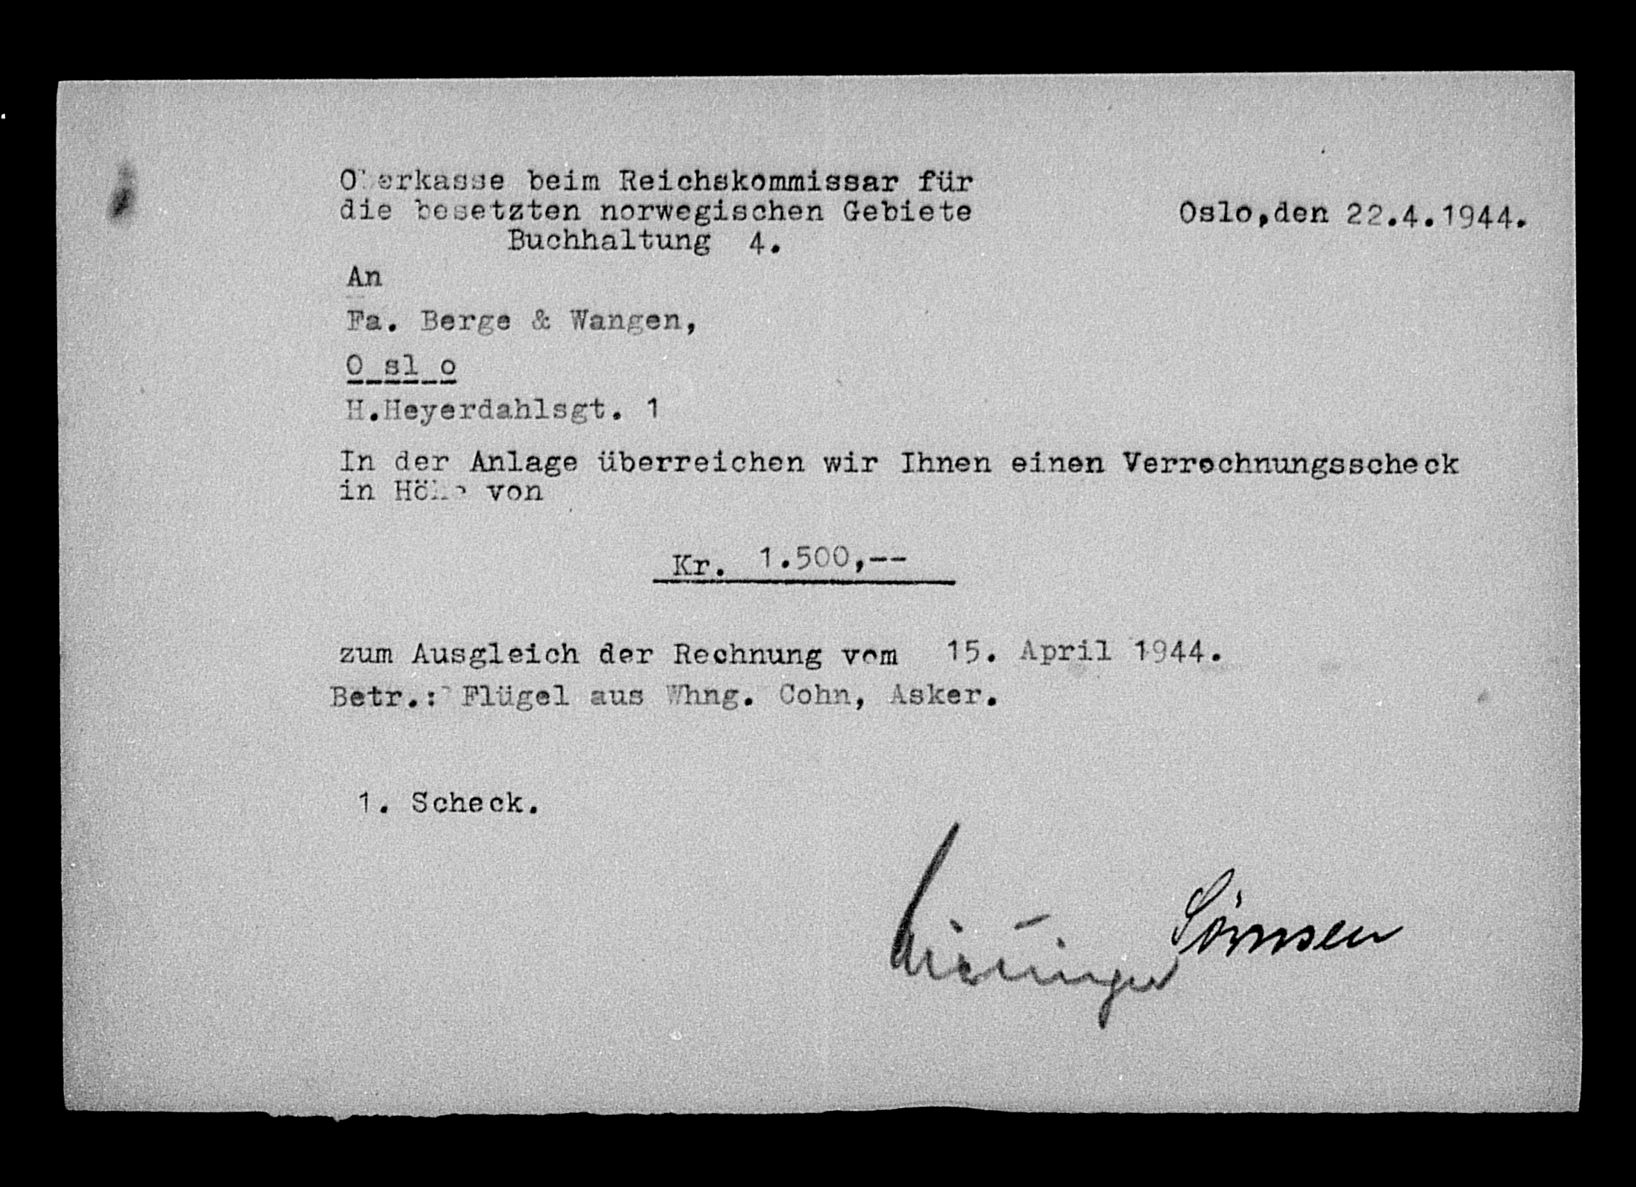 Oberkasse beim Reichskommissar für
die besetzten norwegischen Gebiete
Buchhaltung 4.
Oslo,den 22.4.1944.
An
Fa. Berge & Wangen,
O sl o
H.Heyerdahlsgt. 1
In der Anlage überreichen wir Ihnen einen Verrechnungsscheck
in Höhe von
Kr. 1.500,--
zum Ausgleich der Rechnung vom 15. April 1944.
Betr.: Flügel aus Whng. Cohn, Asker.
1. Scheck.
Sörnsen